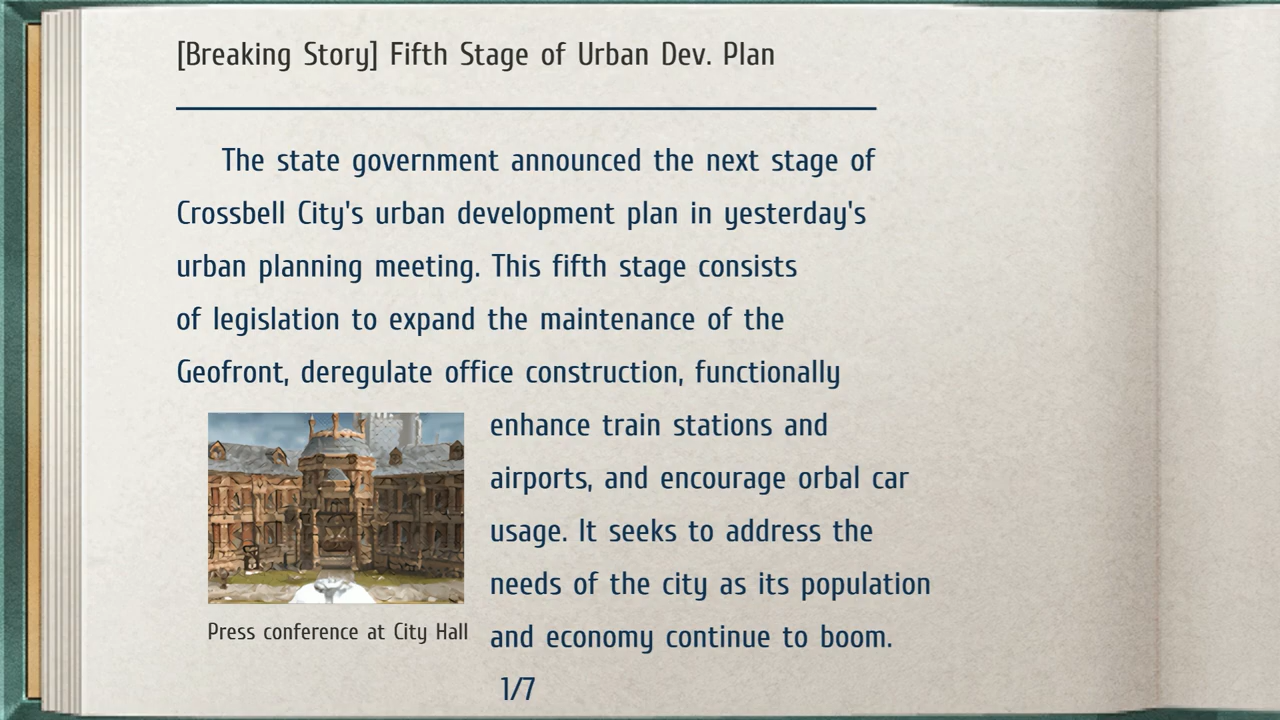 [Breaking Story] Fifth Stage of Urban Dev. Plan
The state government announced the next stage of
Crossbell City's urban development plan in yesterday's
urban planning meeting. This fifth stage consists
of legislation to expand the maintenance of the
Geofront, deregulate office construction, functionally
enhance train stations and
airports, and encourage orbal car
usage. It seeks to address the
needs of the city as its population
and economy continue to boom.
Press conference at City Hall
1/7